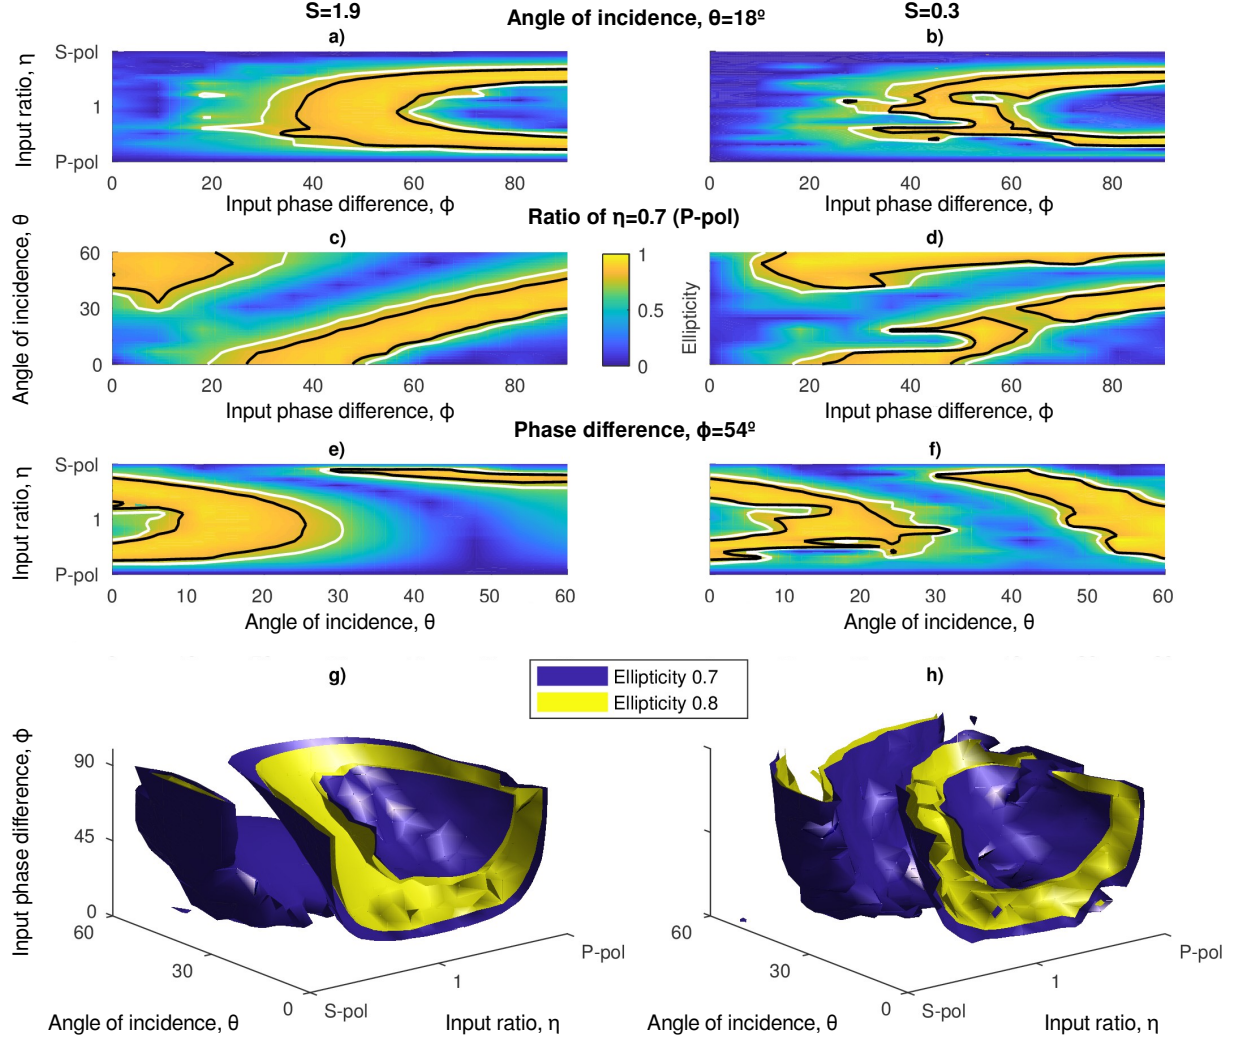 S=1.9
Angle of incidence, θ=18º
S=0.3
a)
b)
S-pol
1
P-pol
Input ratio, η
0 20 40 60 80
0 20 40 60 80
Input phase difference, ϕ
Input phase difference, ϕ
Ratio of η=0.7 (P-pol)
c)
d)
60
30
0
Angle of incidence, θ
1
0.5
0
Ellipticity
0 20 40 60 80
0 20 40 60 80
Input phase difference, ϕ
Input phase difference, ϕ
Phase difference, ϕ=54º
e)
f)
S-pol
1
P-pol
Input ratio, η
0 10 20 30 40 50 60
0 10 20 30 40 50 60
Angle of incidence, θ
Angle of incidence, θ
g)
Ellipticity 0.7
Ellipticity 0.8
h)
Input phase difference, ϕ
90
45
0
60
30
0
S-pol
1
P-pol
Angle of incidence, θ
Input ratio, η
60
30
0
S-pol
1
P-pol
Angle of incidence, θ
Input ratio, η